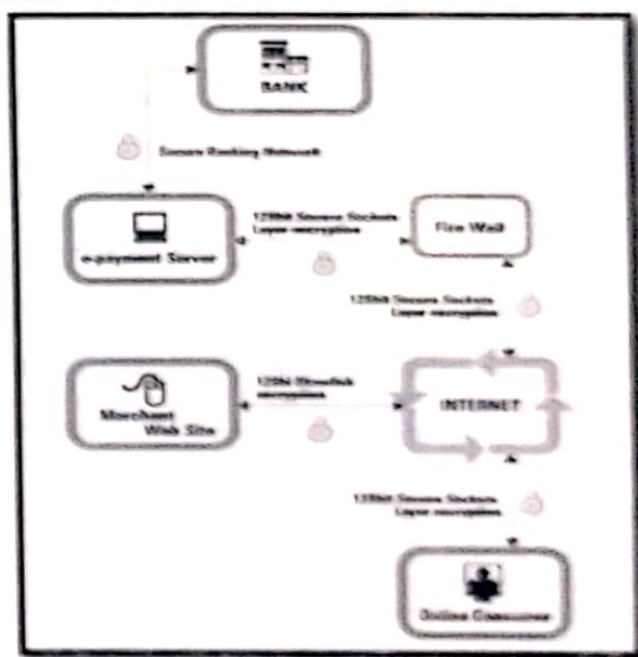 BANK
Secure Banking Network
128bit Secure Sockets
Layer encryption
Fire Wall
e-payment Server
128bit Secure Sockets
Layer encryption
128bit Blowfish
encryption
INTERNET
Merchant
Web Site
128bit Secure Sockets
Layer encryption
Online Consumer